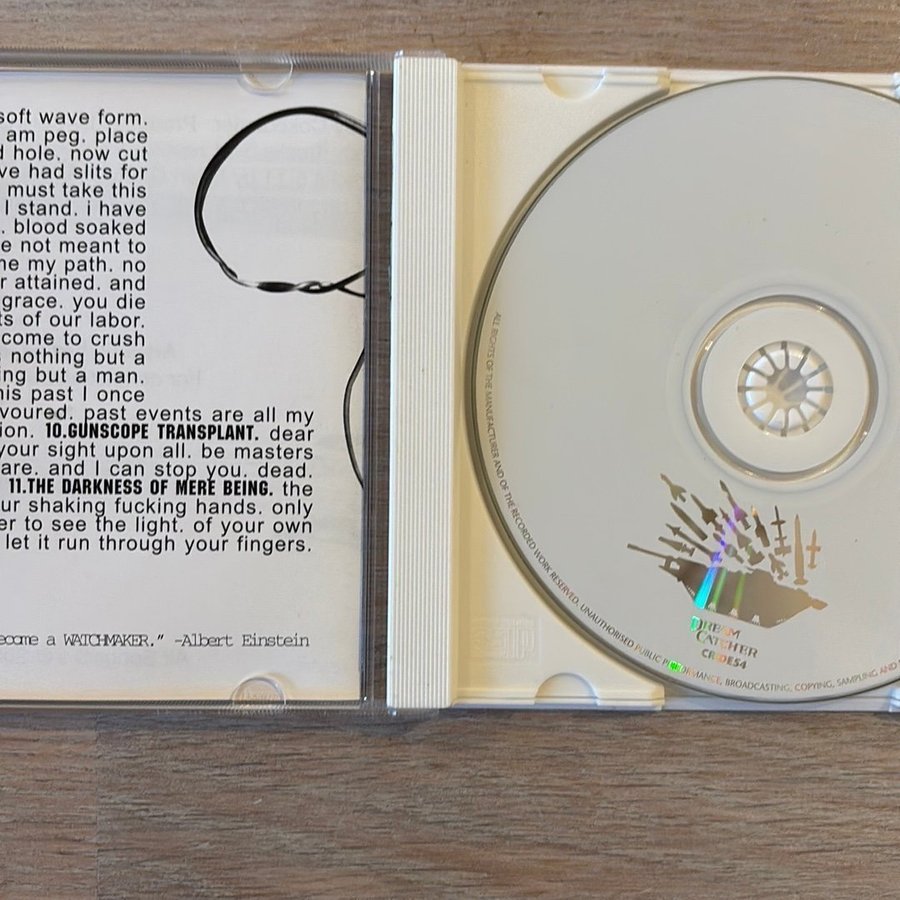 soft wave form.
am peg. place
d hole. now cut
ve had slits for
must take this
I stand. i have
. blood soaked
e not meant to
ne my path. no
r attained. and
grace. you die
ts of our labor.
come to crush
s nothing but a
ing but a man.
his past I once
voured. past events are all my
ion. 10.GUNSCOPE TRANSPLANT. dear
your sight upon all. be masters
are. and I can stop you. dead.
11.THE DARKNESS OF MERE BEING. the
ur shaking fucking hands. only
er to see the light. of your own
let it run through your fingers.
ecome a WATCHMAKER." -Albert Einstein
ALL RIGHTS OF THE MANUFACTURER AND OF THE RECORDED WORK RESERVED. UNAUTHORISED PUBLIC PERFORMANCE, BROADCASTING, COPYING, SAMPLING AND
DREAM
CATCHER
CRIDE54